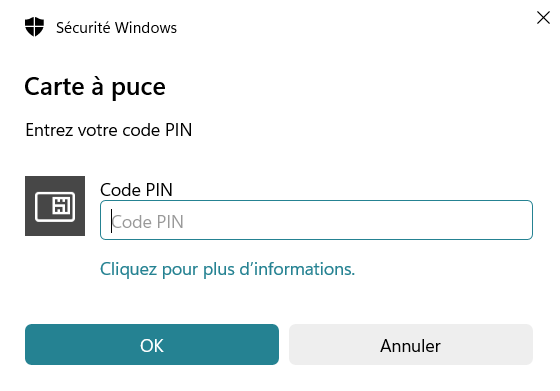 Sécurité Windows
Carte à puce
Entrez votre code PIN
Code PIN
Code PIN
Cliquez pour plus d’informations.
OK
Annuler